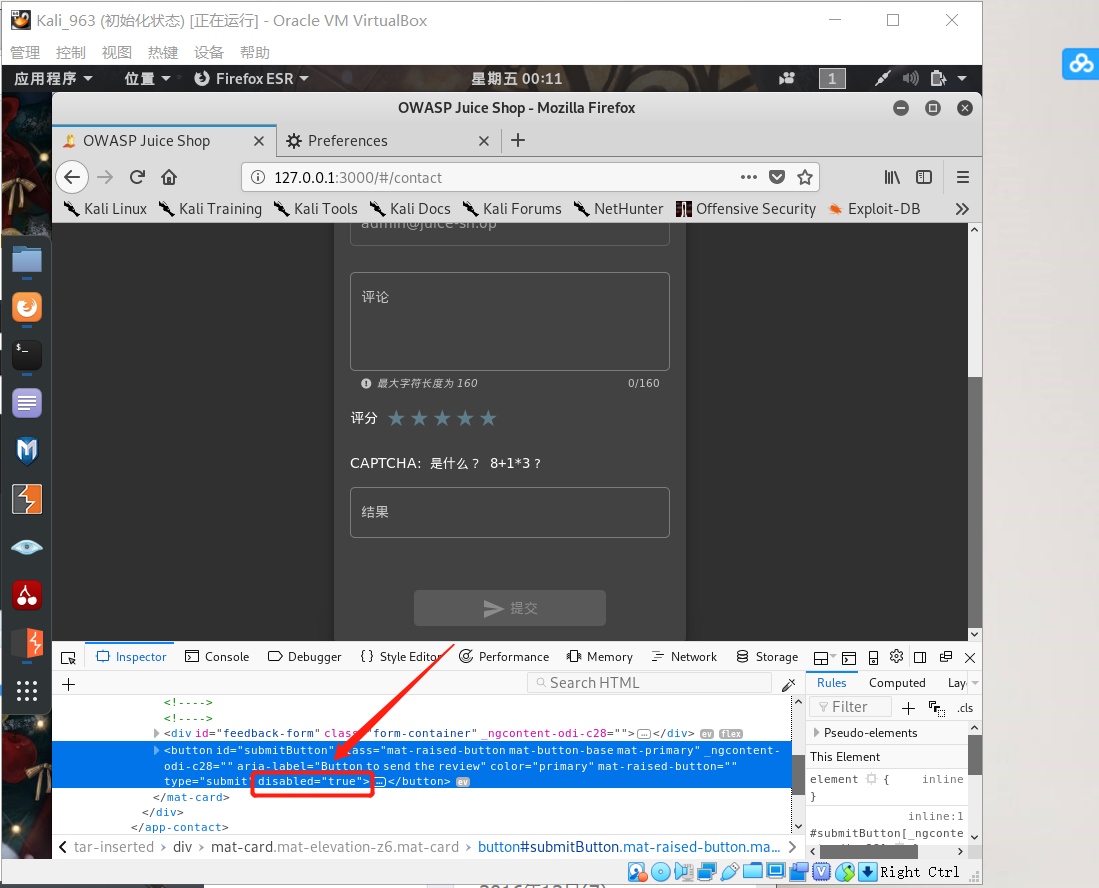 Kali_963 (初始化状态) [正在运行] - Oracle VM VirtualBox
管理 控制 视图 热键 设备 帮助
应用程序 位置 Firefox ESR 星期五 00:11 1
OWASP Juice Shop - Mozilla Firefox
OWASP Juice Shop Preferences
127.0.0.1:3000/#/contact
Kali Linux Kali Training Kali Tools Kali Docs Kali Forums NetHunter Offensive Security Exploit-DB
admin@juice-sh.op
评论
最大字符长度为 160 0/160
评分
CAPTCHA: 是什么？ 8+1*3 ?
结果
提交
Inspector Console Debugger {} Style Editor Performance Memory Network Storage
Search HTML
Rules Computed Lay
Filter .cls
<!---->
<!---->
<div id="feedback-form" class="form-container" _ngcontent-odi-c28="">…</div> ev flex
<button id="submitButton" class="mat-raised-button mat-button-base mat-primary" _ngcontent-
odi-c28="" aria-label="Button to send the review" color="primary" mat-raised-button=""
type="submit" disabled="true">…</button> ev
</mat-card>
</div>
</app-contact>
Pseudo-elements
This Element
element { inline
}
inline:1
#submitButton[_ngconte
tar-inserted div mat-card.mat-elevation-z6.mat-card button#submitButton.mat-raised-button.ma…
Right Ctrl